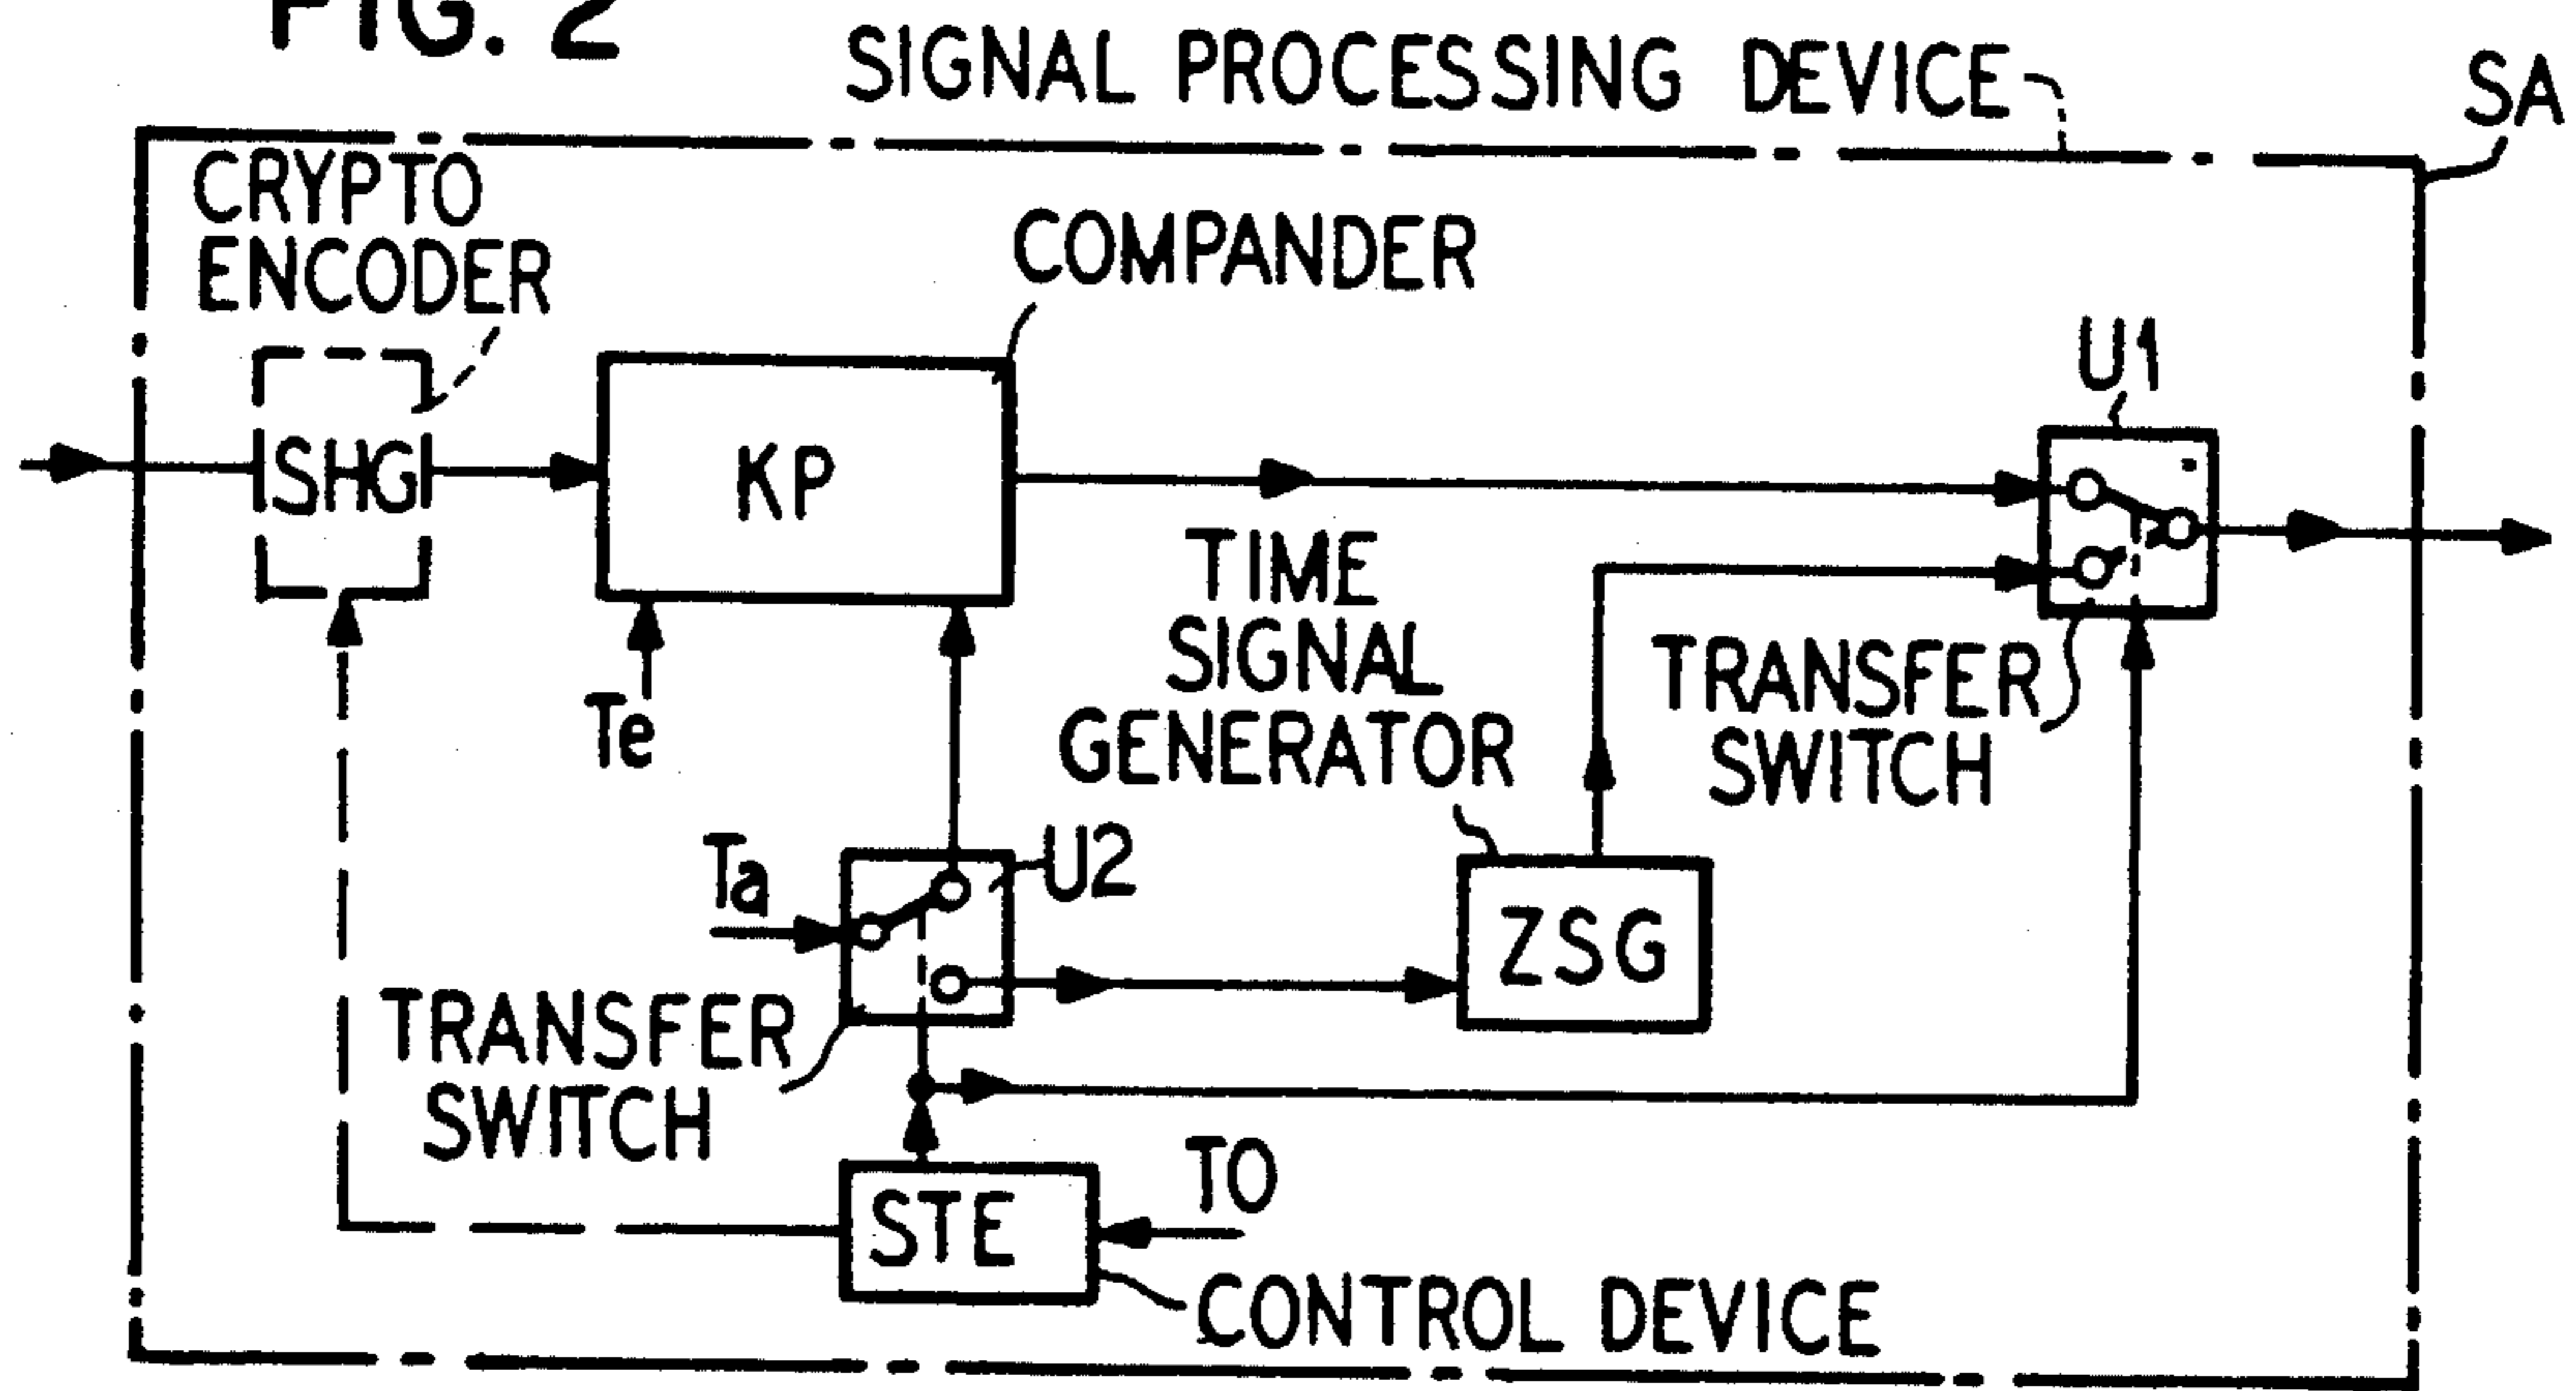 FIG. 2
SIGNAL PROCESSING DEVICE
SA
CRYPTO
ENCODER
COMPANDER
U1
SHG
KP
TIME
SIGNAL
GENERATOR
TRANSFER
SWITCH
Te
Ta
U2
ZSG
TRANSFER
SWITCH
STE
TO
CONTROL DEVICE